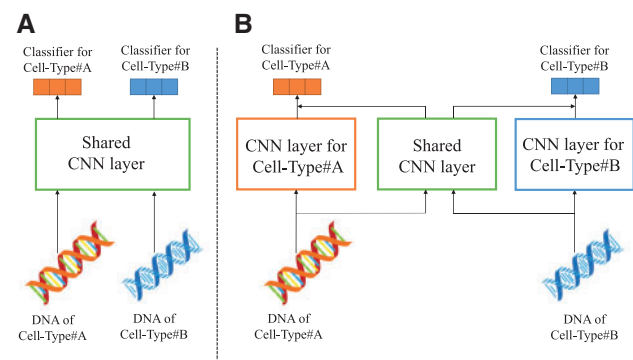 A
Classifier for
Cell-Type#A
Classifier for
Cell-Type#B
Shared
CNN layer
DNA of
Cell-Type#A
DNA of
Cell-Type#B
B
Classifier for
Cell-Type#A
Classifier for
Cell-Type#B
CNN layer for
Cell-Type#A
Shared
CNN layer
CNN layer for
Cell-Type#B
DNA of
Cell-Type#A
DNA of
Cell-Type#B